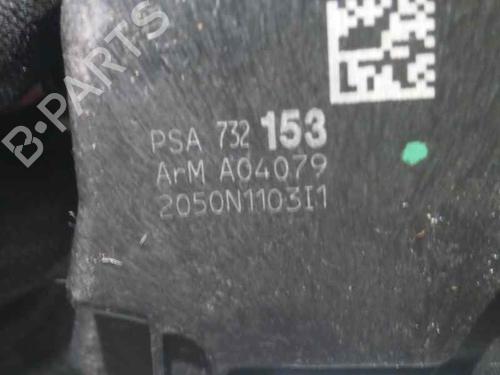 B-PARTS
PSA 732 153
ArM A04079
2050N1103I1